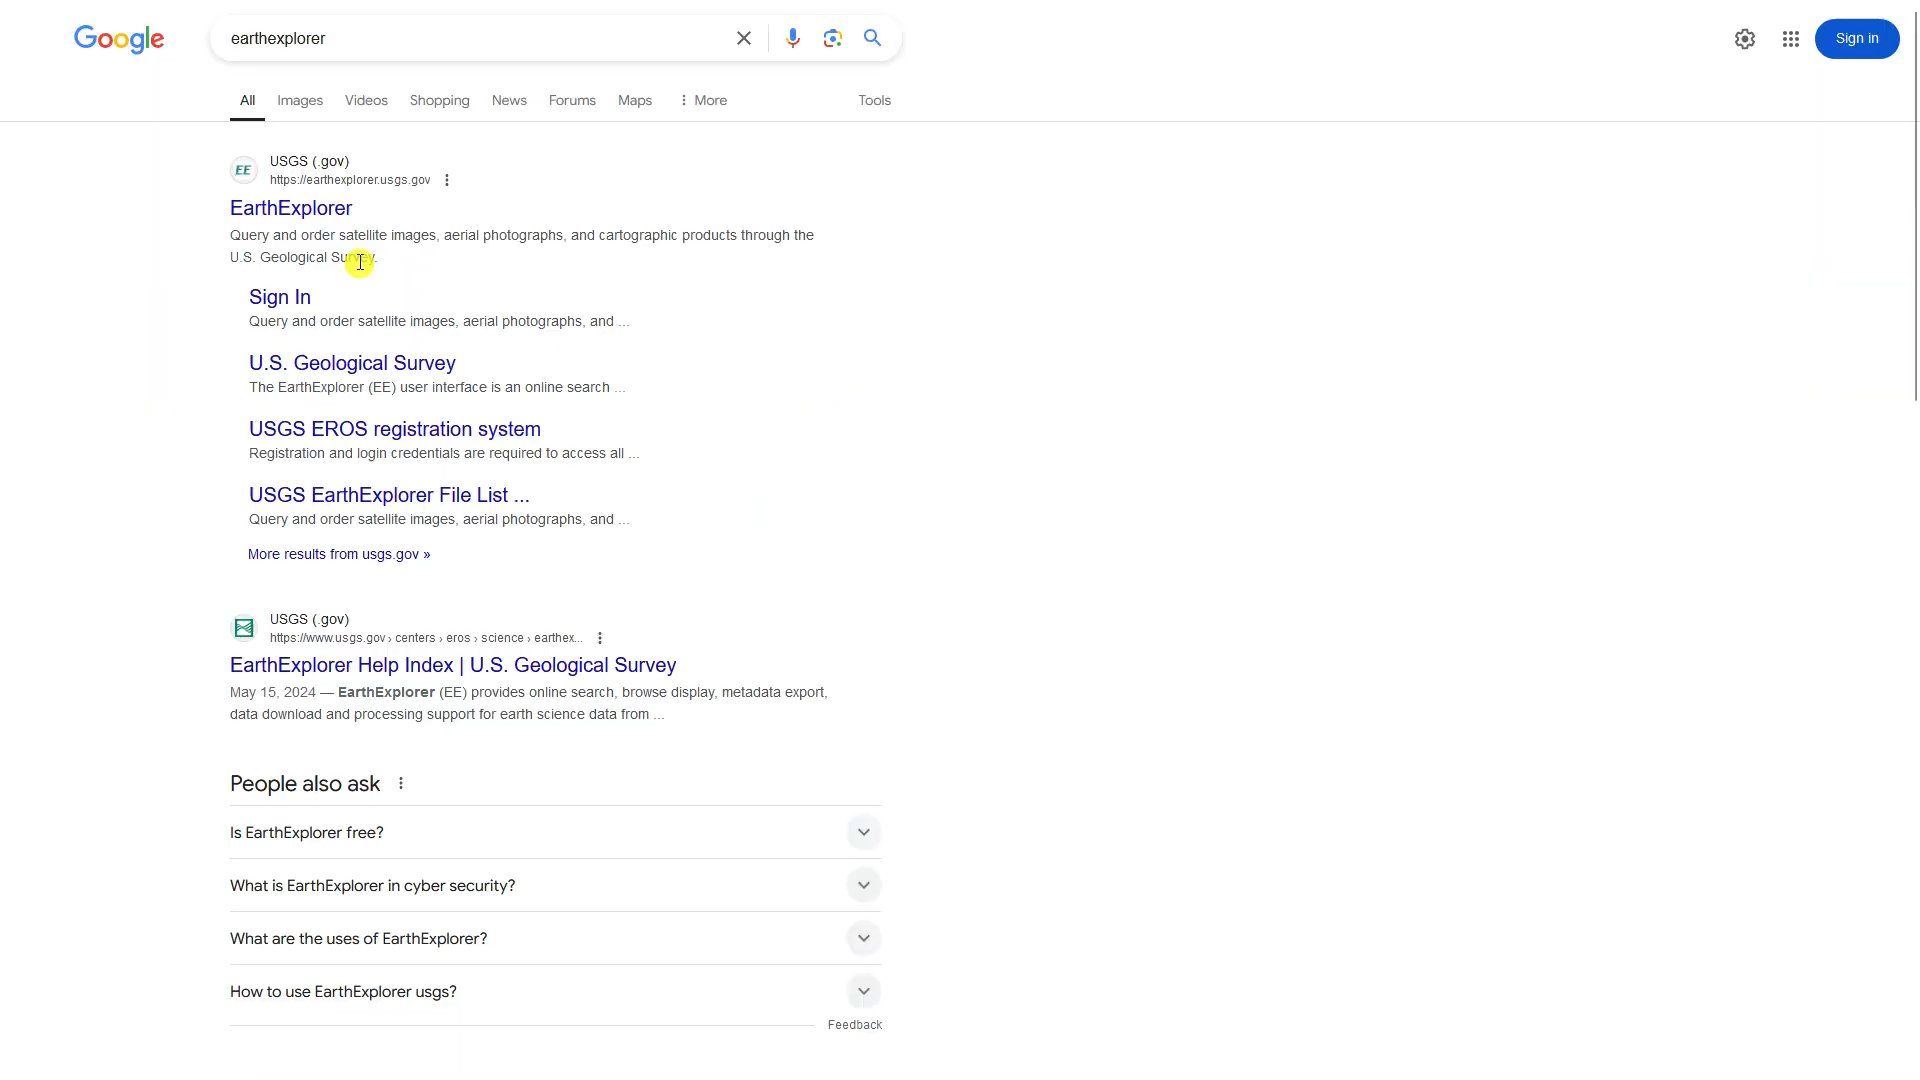 Google
earthexplorer
Sign in
All Images Videos Shopping News Forums Maps More Tools
EE
USGS (.gov)
https://earthexplorer.usgs.gov
EarthExplorer
Query and order satellite images, aerial photographs, and cartographic products through the
U.S. Geological Survey.
Sign In
Query and order satellite images, aerial photographs, and ...
U.S. Geological Survey
The EarthExplorer (EE) user interface is an online search ...
USGS EROS registration system
Registration and login credentials are required to access all ...
USGS EarthExplorer File List ...
Query and order satellite images, aerial photographs, and ...
More results from usgs.gov »
USGS (.gov)
https://www.usgs.gov › centers › eros › science › earthex...
EarthExplorer Help Index | U.S. Geological Survey
May 15, 2024 — EarthExplorer (EE) provides online search, browse display, metadata export,
data download and processing support for earth science data from ...
People also ask
Is EarthExplorer free?
What is EarthExplorer in cyber security?
What are the uses of EarthExplorer?
How to use EarthExplorer usgs?
Feedback